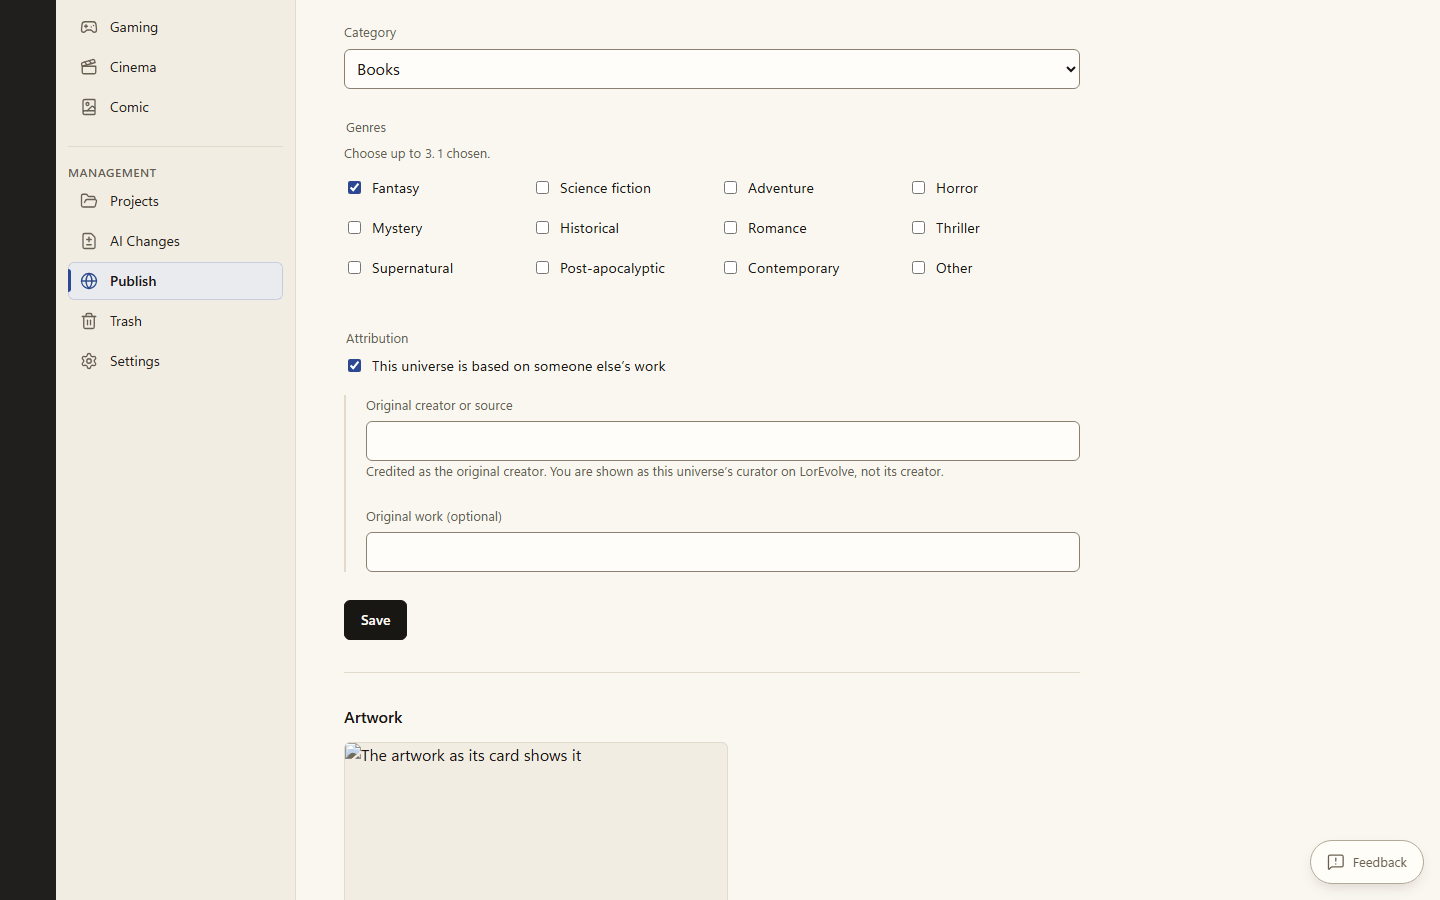 Gaming
Cinema
Comic
MANAGEMENT
Projects
AI Changes
Publish
Trash
Settings
Category
Books
Genres
Choose up to 3. 1 chosen.
Fantasy
Science fiction
Adventure
Horror
Mystery
Historical
Romance
Thriller
Supernatural
Post-apocalyptic
Contemporary
Other
Attribution
This universe is based on someone else’s work
Original creator or source
Credited as the original creator. You are shown as this universe’s curator on LorEvolve, not its creator.
Original work (optional)
Save
Artwork
The artwork as its card shows it
Feedback